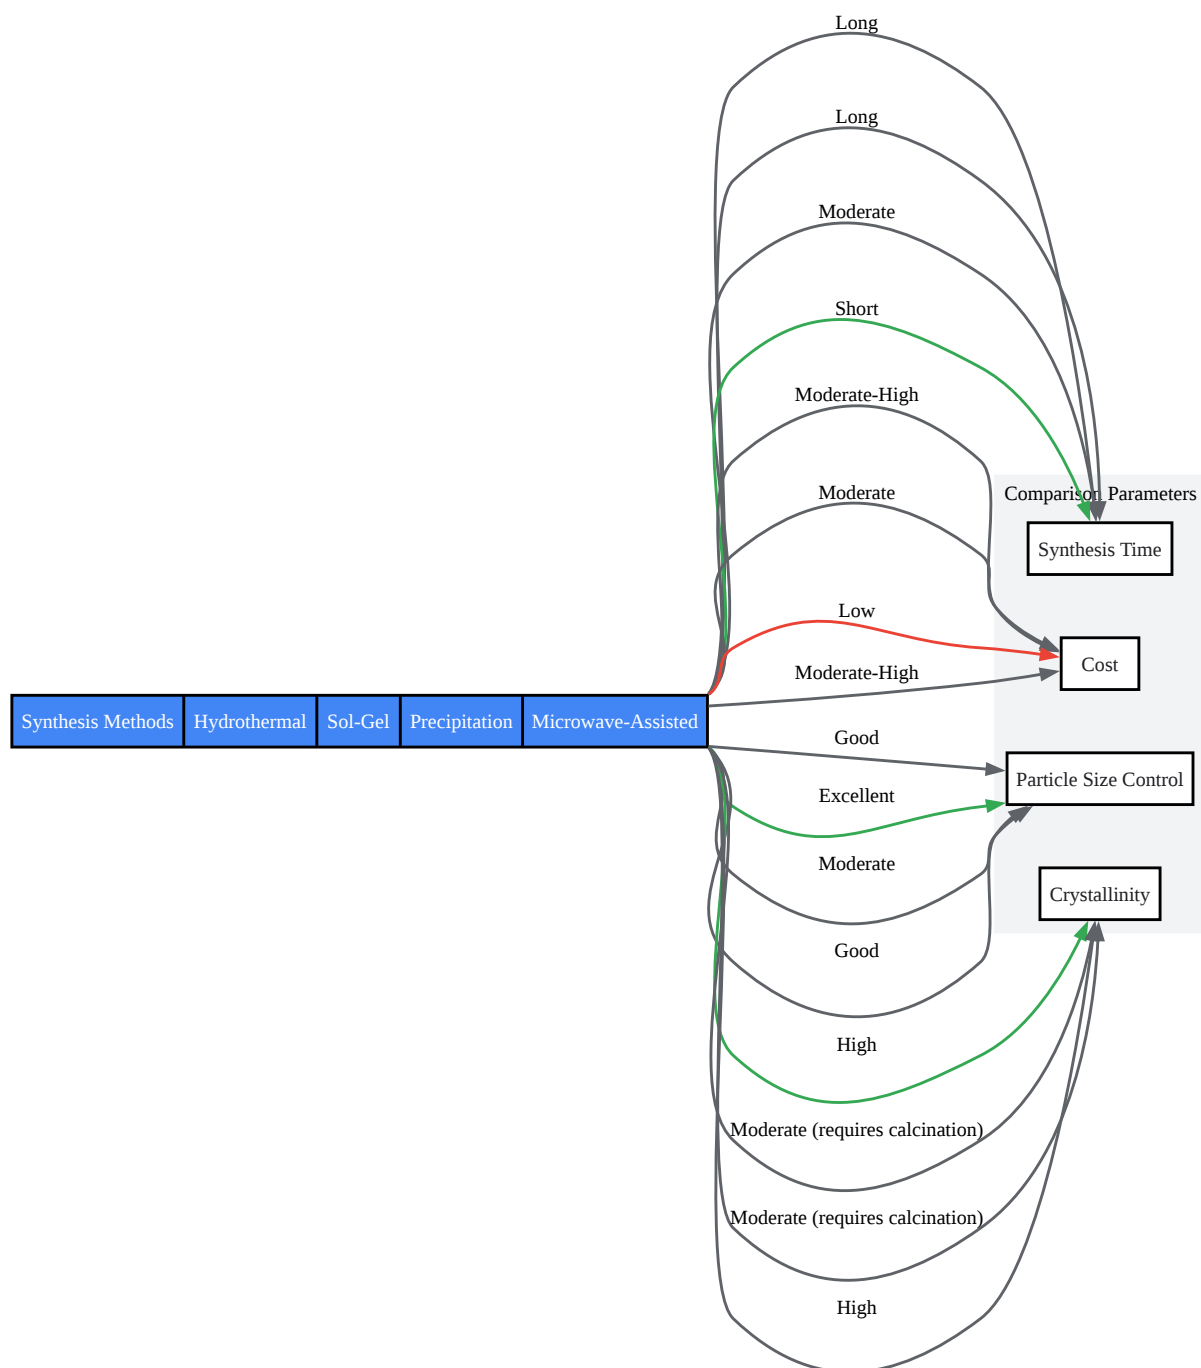 Long
Long
Moderate
Short
Moderate-High
Moderate
Comparison Parameters
Synthesis Time
Low
Cost
Moderate-High
Synthesis Methods
Hydrothermal
Sol-Gel
Precipitation
Microwave-Assisted
Good
Particle Size Control
Excellent
Moderate
Crystallinity
Good
High
Moderate (requires calcination)
Moderate (requires calcination)
High